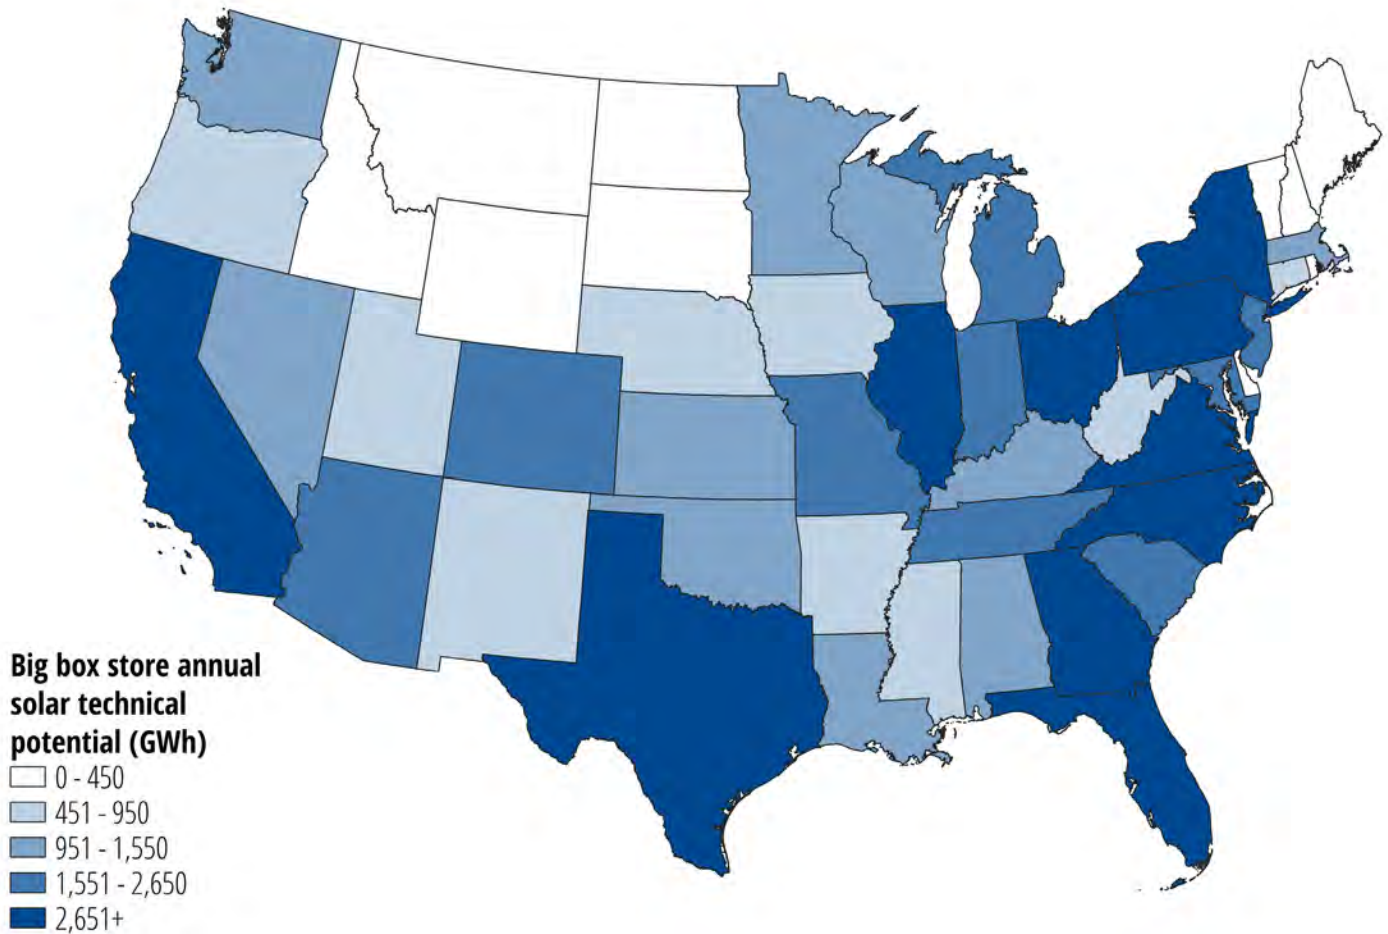 Big box store annual
solar technical
potential (GWh)
0 - 450
451 - 950
951 - 1,550
1,551 - 2,650
2,651+